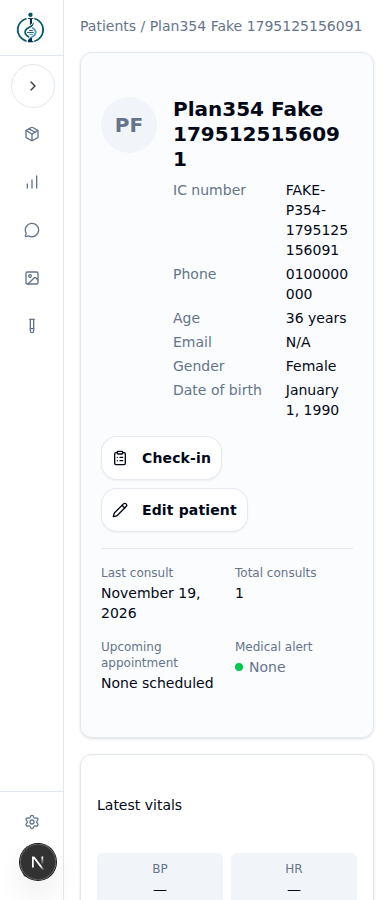 Patients / Plan354 Fake 1795125156091
PF
Plan354 Fake
179512515609
1
IC number
FAKE-
P354-
1795125
156091
Phone
0100000
000
Age
36 years
Email
N/A
Gender
Female
Date of birth
January
1, 1990
Check-in
Edit patient
Last consult
November 19,
2026
Total consults
1
Upcoming
appointment
None scheduled
Medical alert
None
Latest vitals
BP
—
HR
—
N